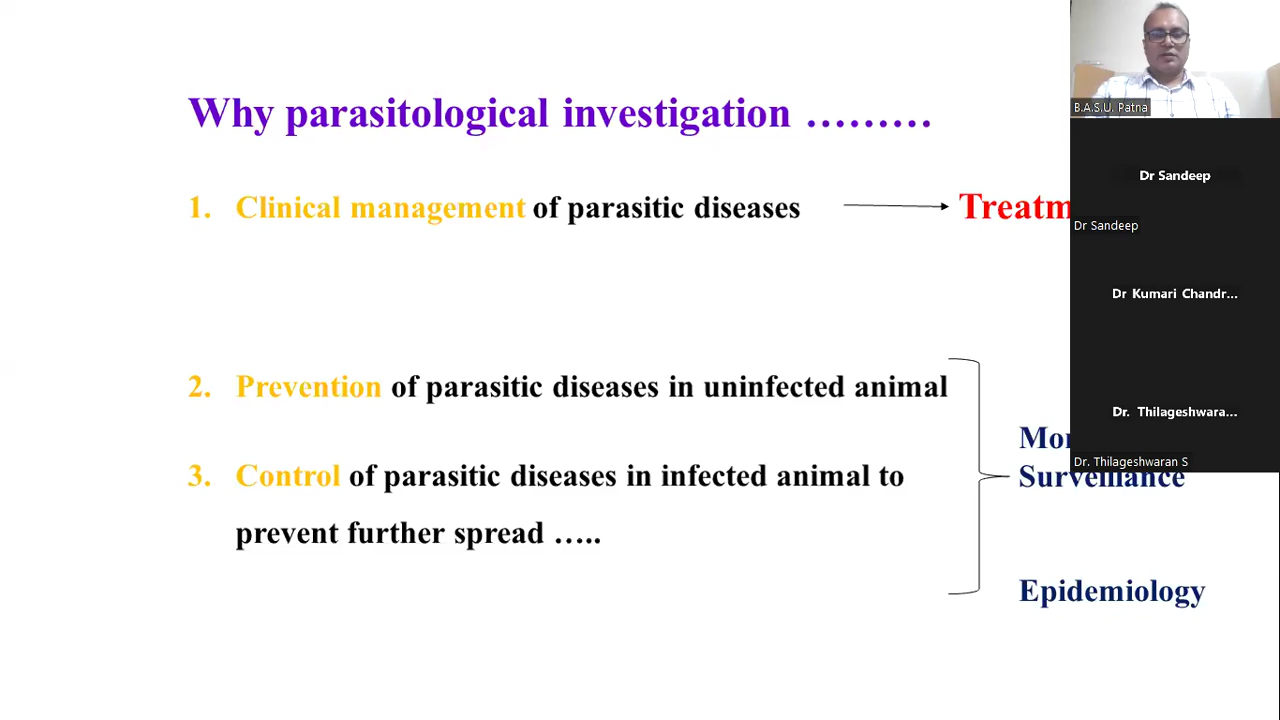 Why parasitological investigation .........
1. Clinical management of parasitic diseases
2. Prevention of parasitic diseases in uninfected animal
3. Control of parasitic diseases in infected animal to
prevent further spread .....
Surveillance
Epidemiology
B.A.S.U. Patna
Dr Sandeep
Dr Sandeep
Dr Kumari Chandr...
Dr. Thilageshwara...
Dr. Thilageshwaran S